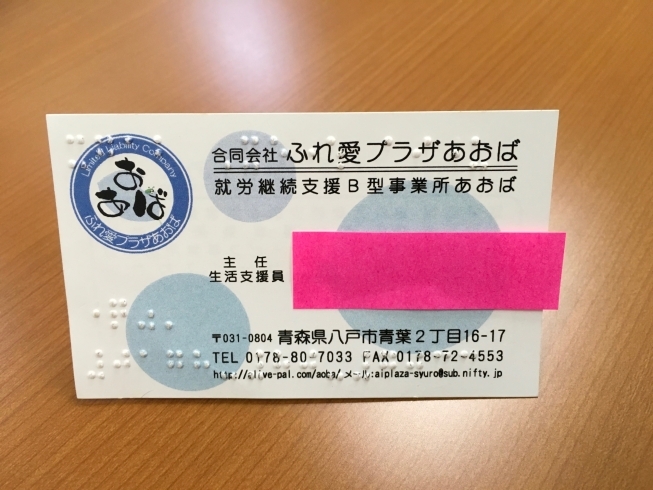 Limited Liability Company
おおば
ふれ愛プラザあおば
合同会社 ふれ愛プラザあおば
就労継続支援B型事業所あおば
主任
生活支援員
〒031-0804 青森県八戸市青葉2丁目16-17
TEL 0178-80-7033 FAX 0178-72-4553
http://alive-pal.com/aoba/メール:aiplaza-syuro@sub.nifty.jp